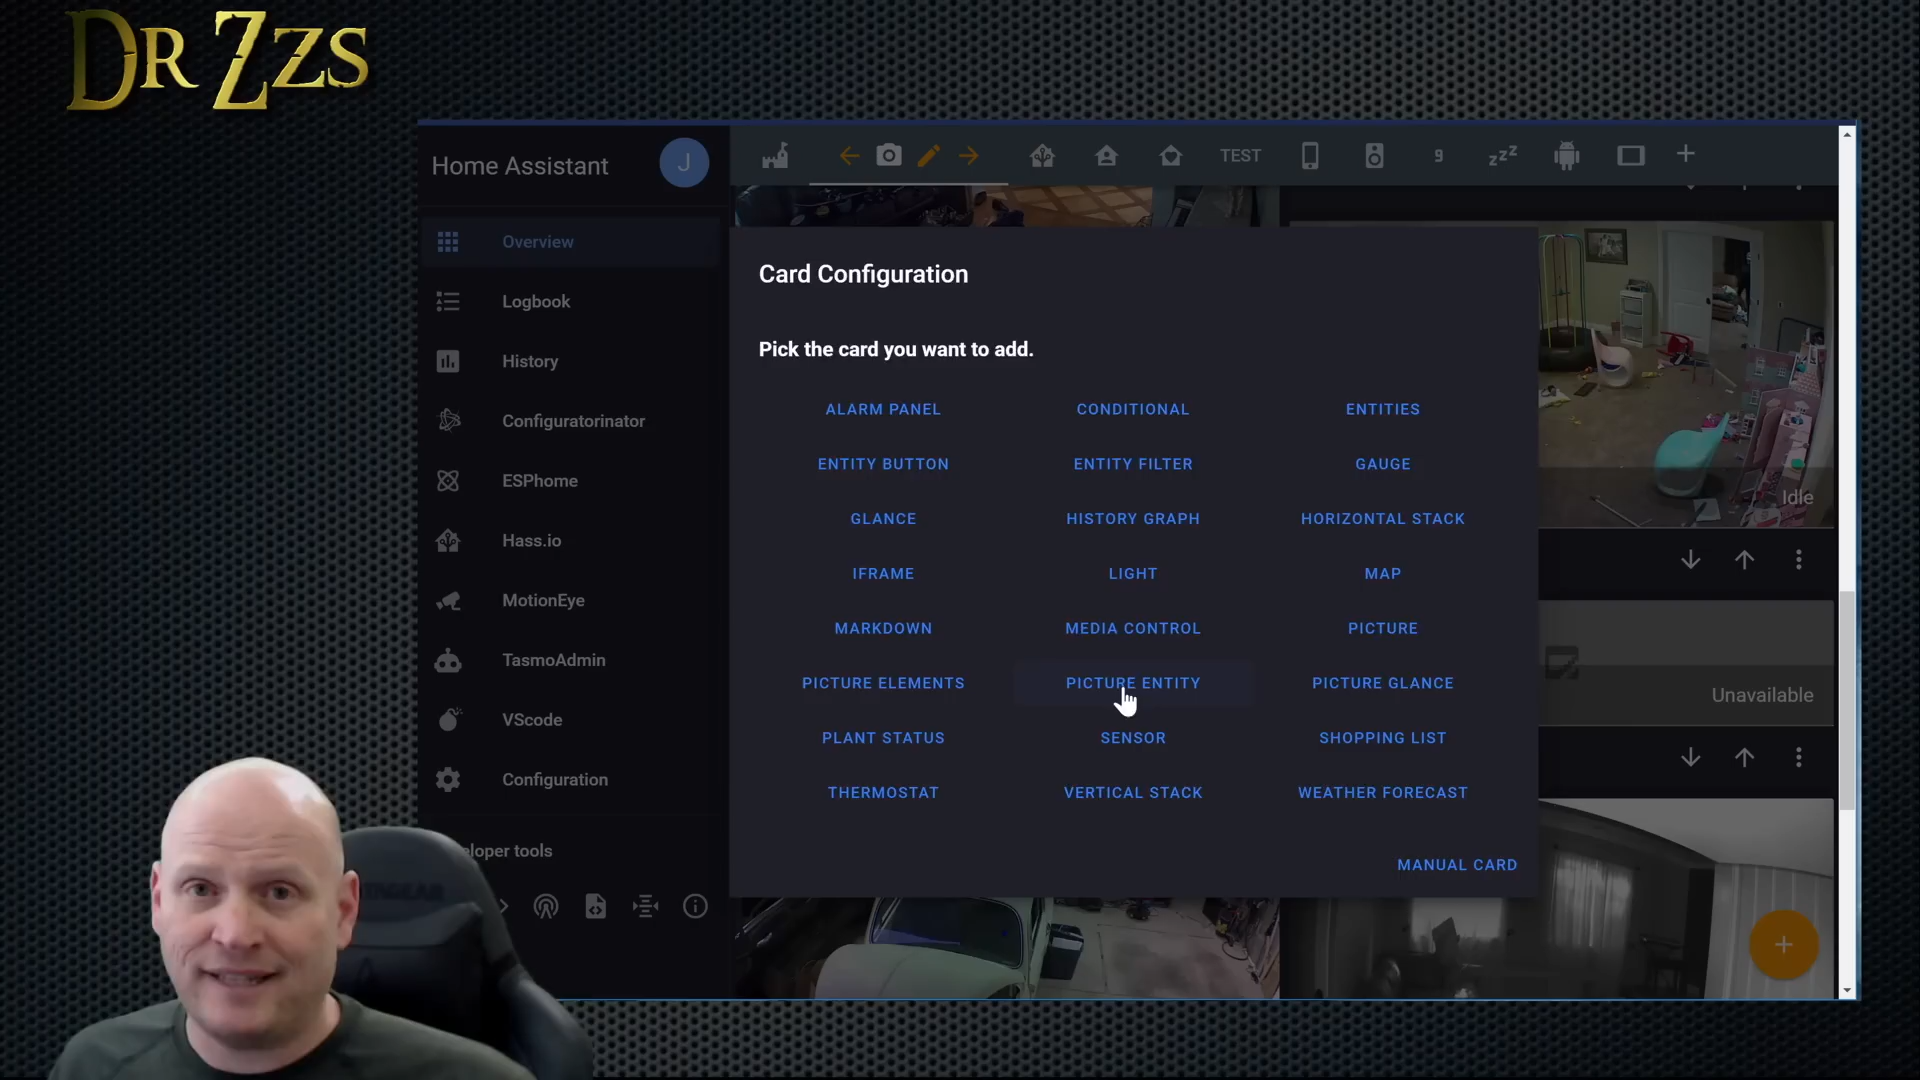 DR ZZS
Home Assistant
J
TEST
9
zzz
Overview
Logbook
History
Configuratorinator
ESPhome
Hass.io
MotionEye
TasmoAdmin
VScode
Configuration
eloper tools
Card Configuration
Pick the card you want to add.
ALARM PANEL
CONDITIONAL
ENTITIES
ENTITY BUTTON
ENTITY FILTER
GAUGE
GLANCE
HISTORY GRAPH
HORIZONTAL STACK
IFRAME
LIGHT
MAP
MARKDOWN
MEDIA CONTROL
PICTURE
PICTURE ELEMENTS
PICTURE ENTITY
PICTURE GLANCE
PLANT STATUS
SENSOR
SHOPPING LIST
THERMOSTAT
VERTICAL STACK
WEATHER FORECAST
MANUAL CARD
Idle
Unavailable